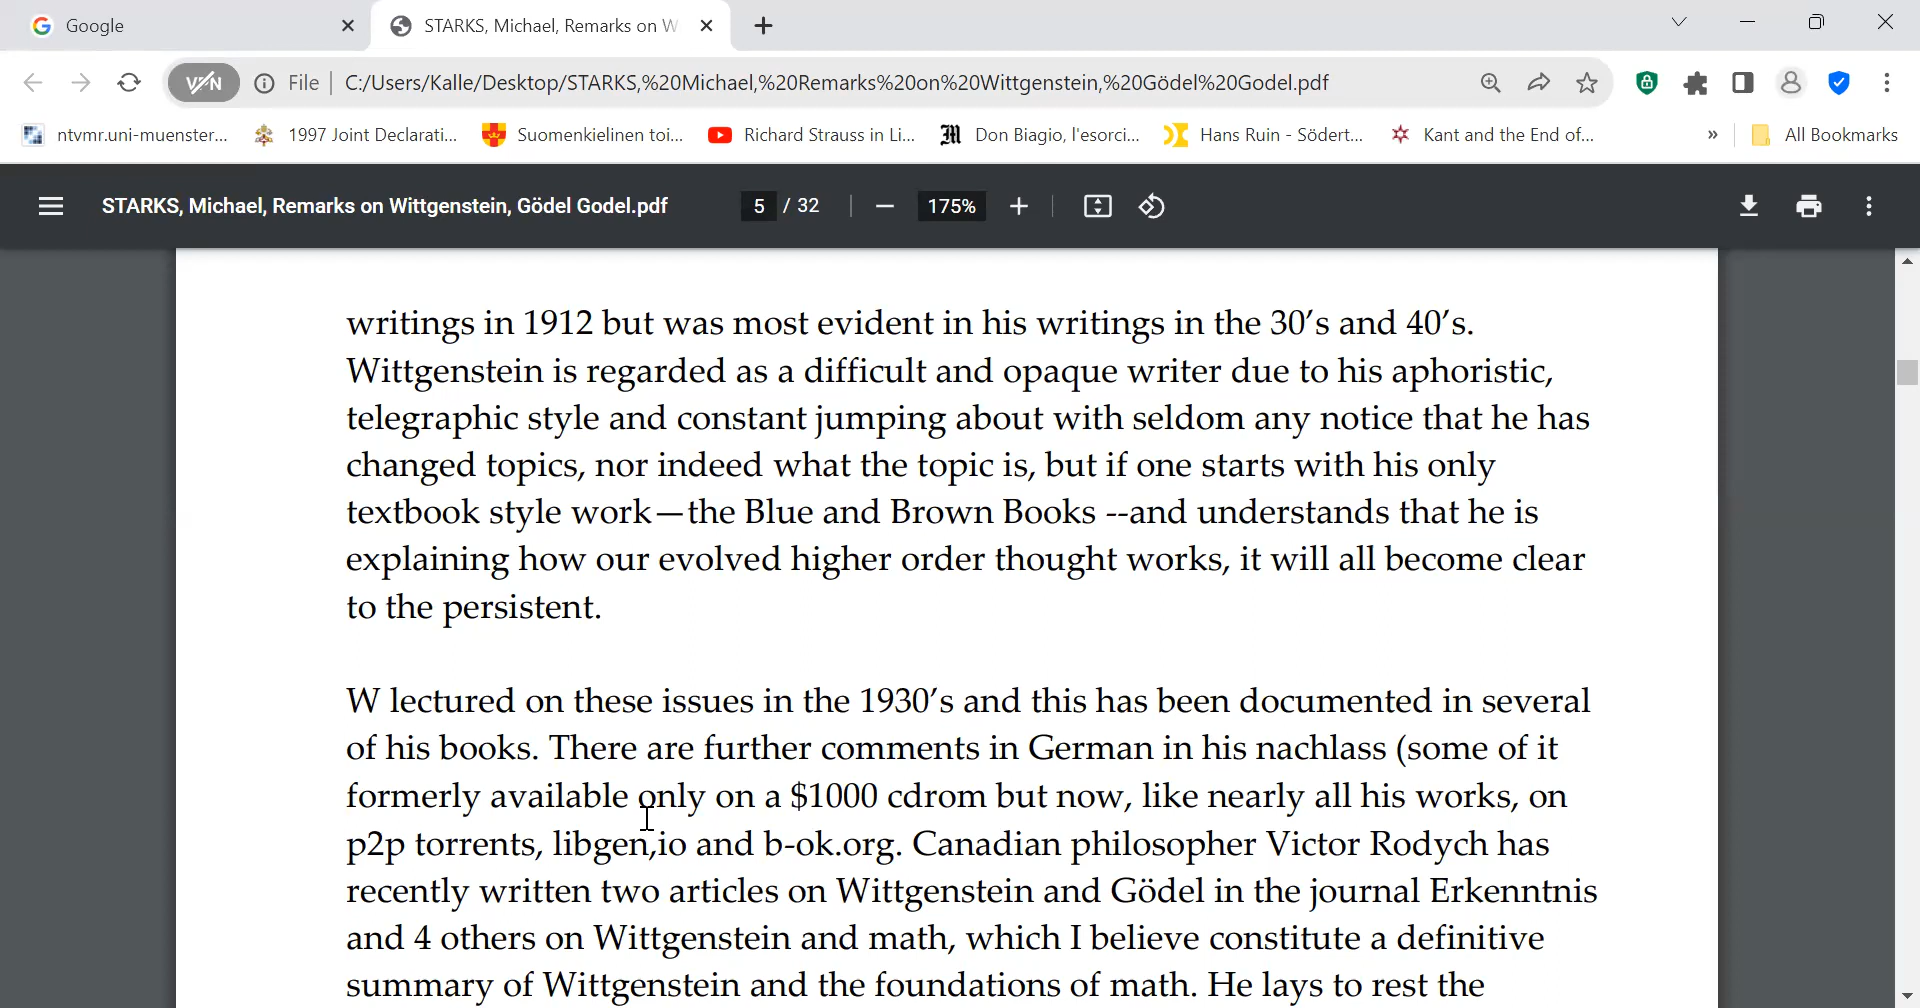 Google
STARKS, Michael, Remarks on W
VPN
File
C:/Users/Kalle/Desktop/STARKS,%20Michael,%20Remarks%20on%20Wittgenstein,%20Gödel%20Godel.pdf
ntvmr.uni-muenster...
1997 Joint Declarati...
Suomenkielinen toi...
Richard Strauss in Li...
Don Biagio, l'esorci...
Hans Ruin - Södert...
Kant and the End of...
»
All Bookmarks
STARKS, Michael, Remarks on Wittgenstein, Gödel Godel.pdf
5 / 32
175%
writings in 1912 but was most evident in his writings in the 30’s and 40’s.
Wittgenstein is regarded as a difficult and opaque writer due to his aphoristic,
telegraphic style and constant jumping about with seldom any notice that he has
changed topics, nor indeed what the topic is, but if one starts with his only
textbook style work—the Blue and Brown Books --and understands that he is
explaining how our evolved higher order thought works, it will all become clear
to the persistent.
W lectured on these issues in the 1930’s and this has been documented in several
of his books. There are further comments in German in his nachlass (some of it
formerly available only on a $1000 cdrom but now, like nearly all his works, on
p2p torrents, libgen,io and b-ok.org. Canadian philosopher Victor Rodych has
recently written two articles on Wittgenstein and Gödel in the journal Erkenntnis
and 4 others on Wittgenstein and math, which I believe constitute a definitive
summary of Wittgenstein and the foundations of math. He lays to rest the